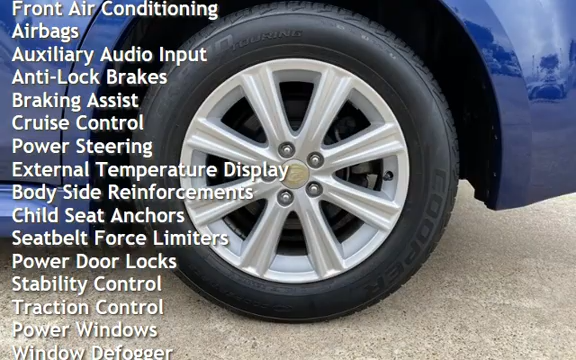 Front Air Conditioning
Airbags
Auxiliary Audio Input
Anti-Lock Brakes
Braking Assist
Cruise Control
Power Steering
External Temperature Display
Body Side Reinforcements
Child Seat Anchors
Seatbelt Force Limiters
Power Door Locks
Stability Control
Traction Control
Power Windows
Window Defogger
TOURING
COOPER